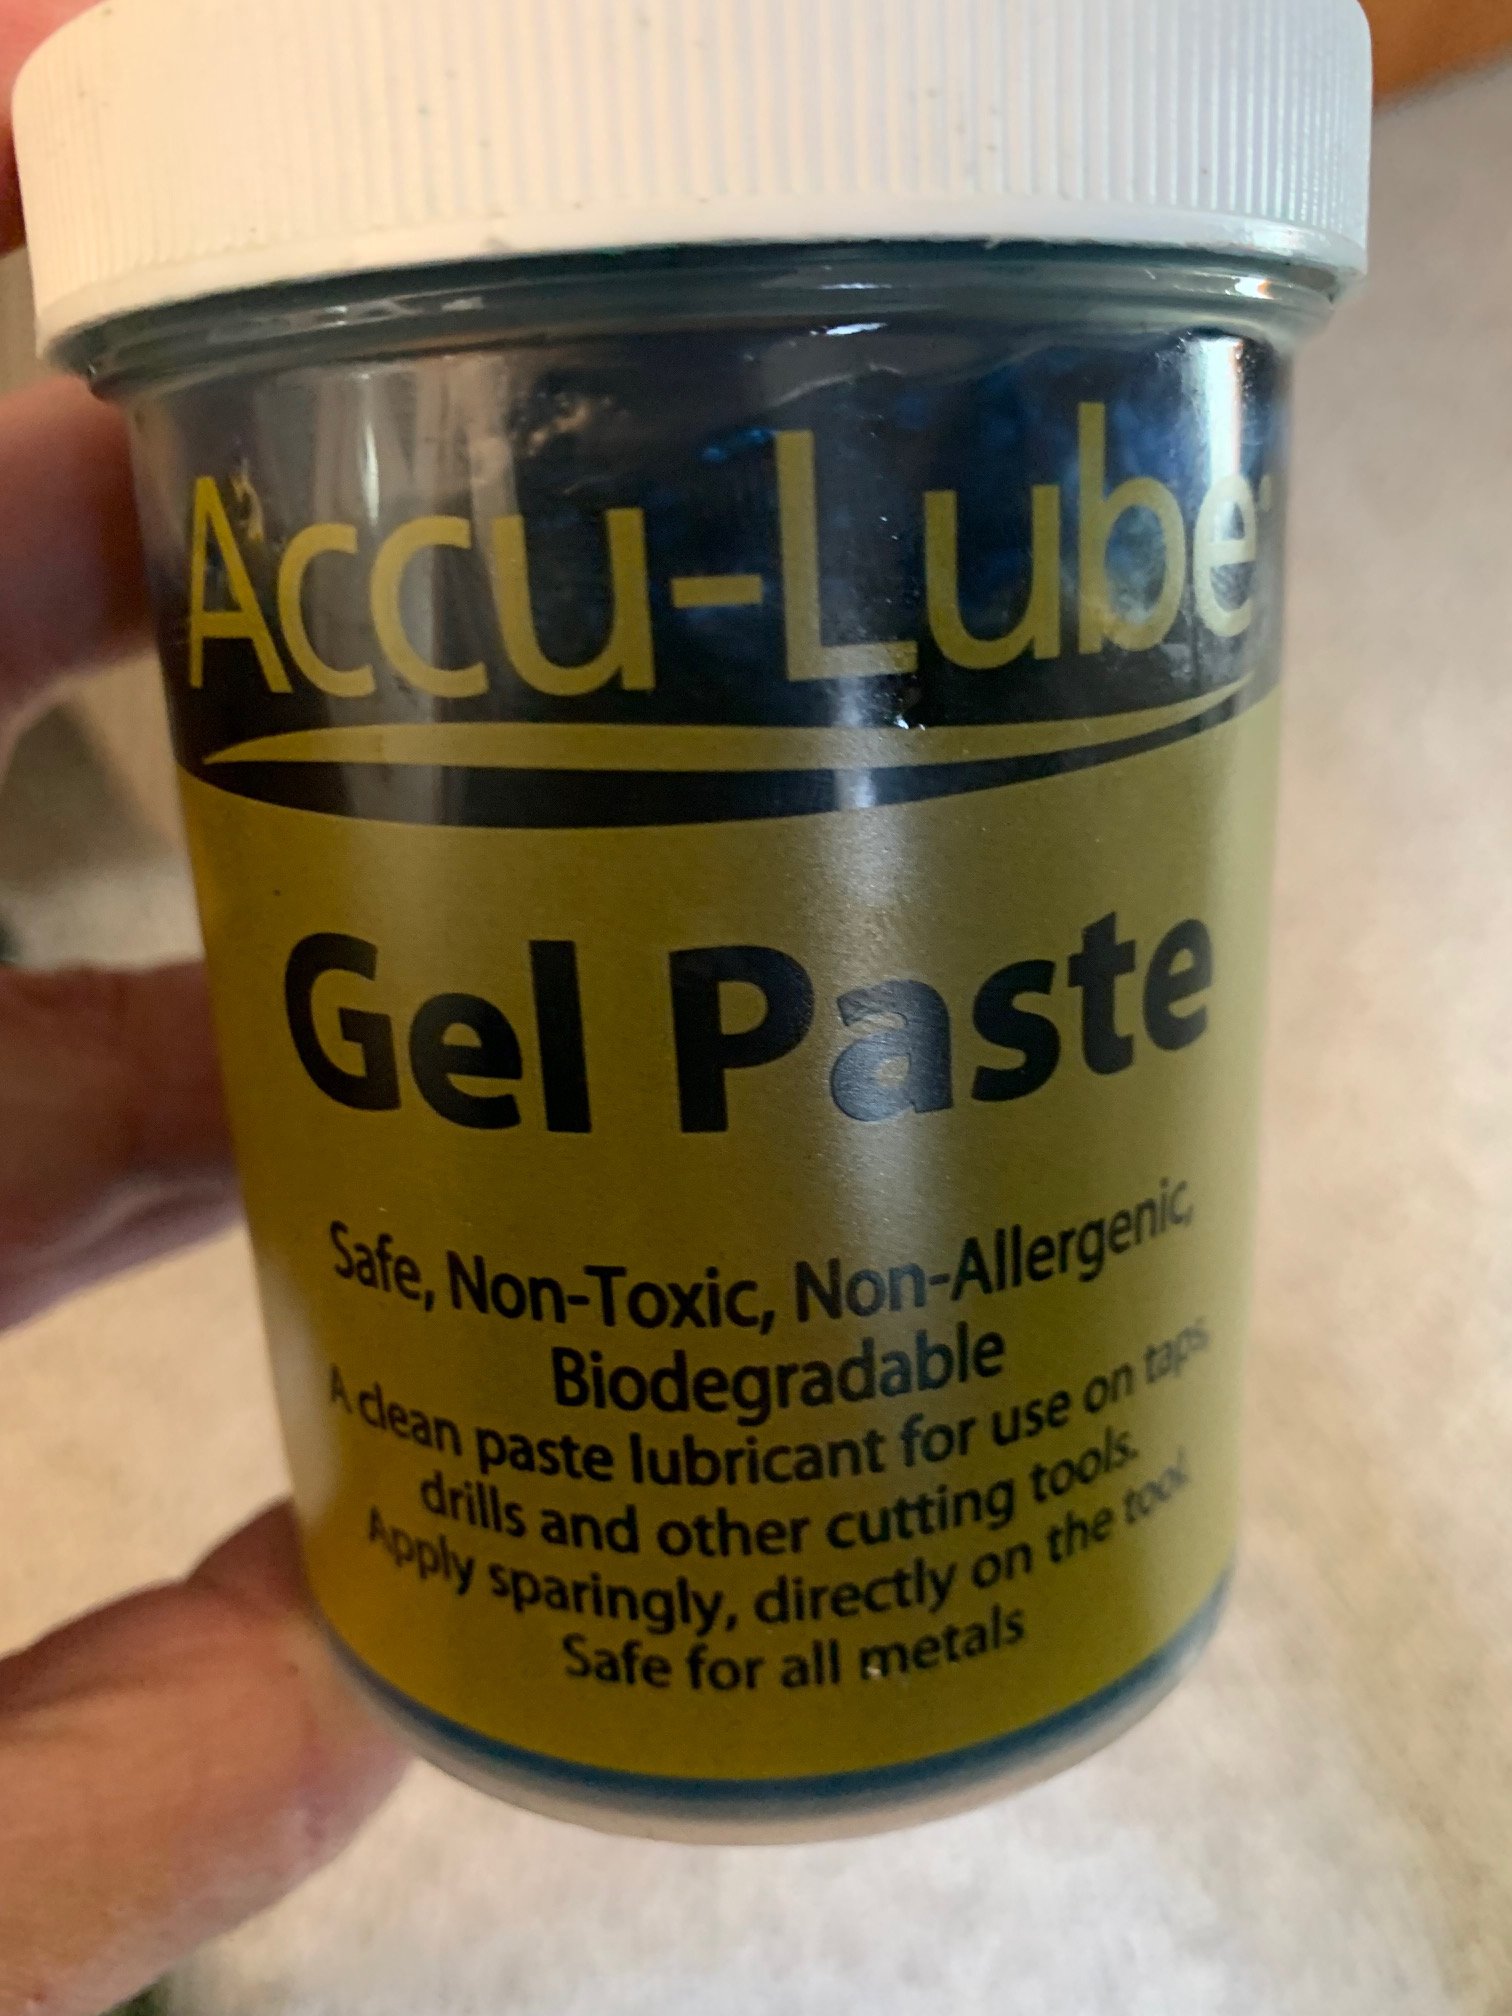 Accu-Lube
Gel Paste
Safe, Non-Toxic, Non-Allergenic,
Biodegradable
A clean paste lubricant for use on taps,
drills and other cutting tools.
Apply sparingly, directly on the tool.
Safe for all metals